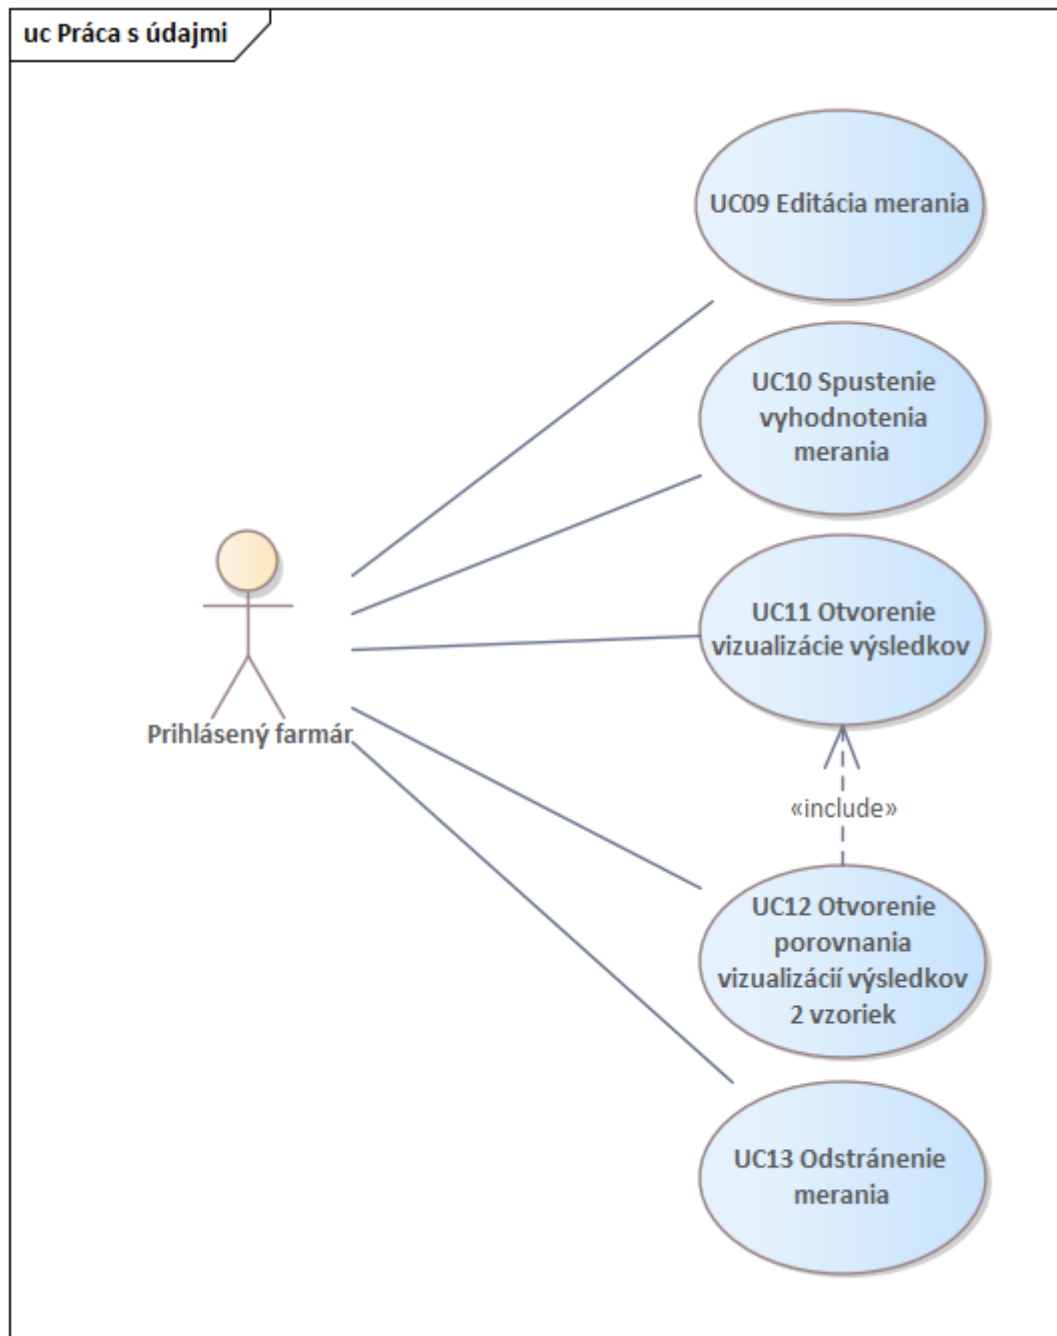 uc Práca s údajmi
UC09 Editácia merania
UC10 Spustenie
vyhodnotenia
merania
UC11 Otvorenie
vizualizácie výsledkov
Prihlásený farmár
«include»
UC12 Otvorenie
porovnania
vizualizácií výsledkov
2 vzoriek
UC13 Odstránenie
merania